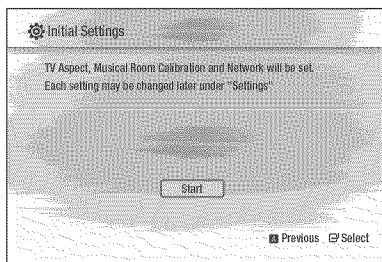 Initial Settings
TV Aspect, Musical Room Calibration and Network will be set.
Each setting may be changed later under "Settings"
Start
A Previous Select